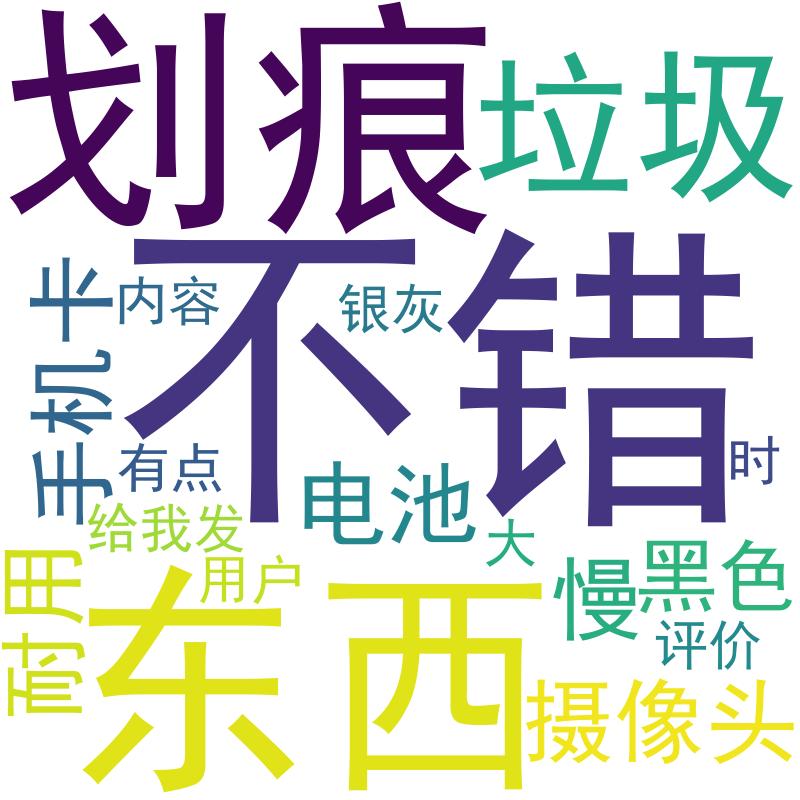 划痕
垃圾
不错
手机卡
内容
银灰
有点
时
电池
给我发
大
耐用
用户
东西
慢
黑色
评价
摄像头